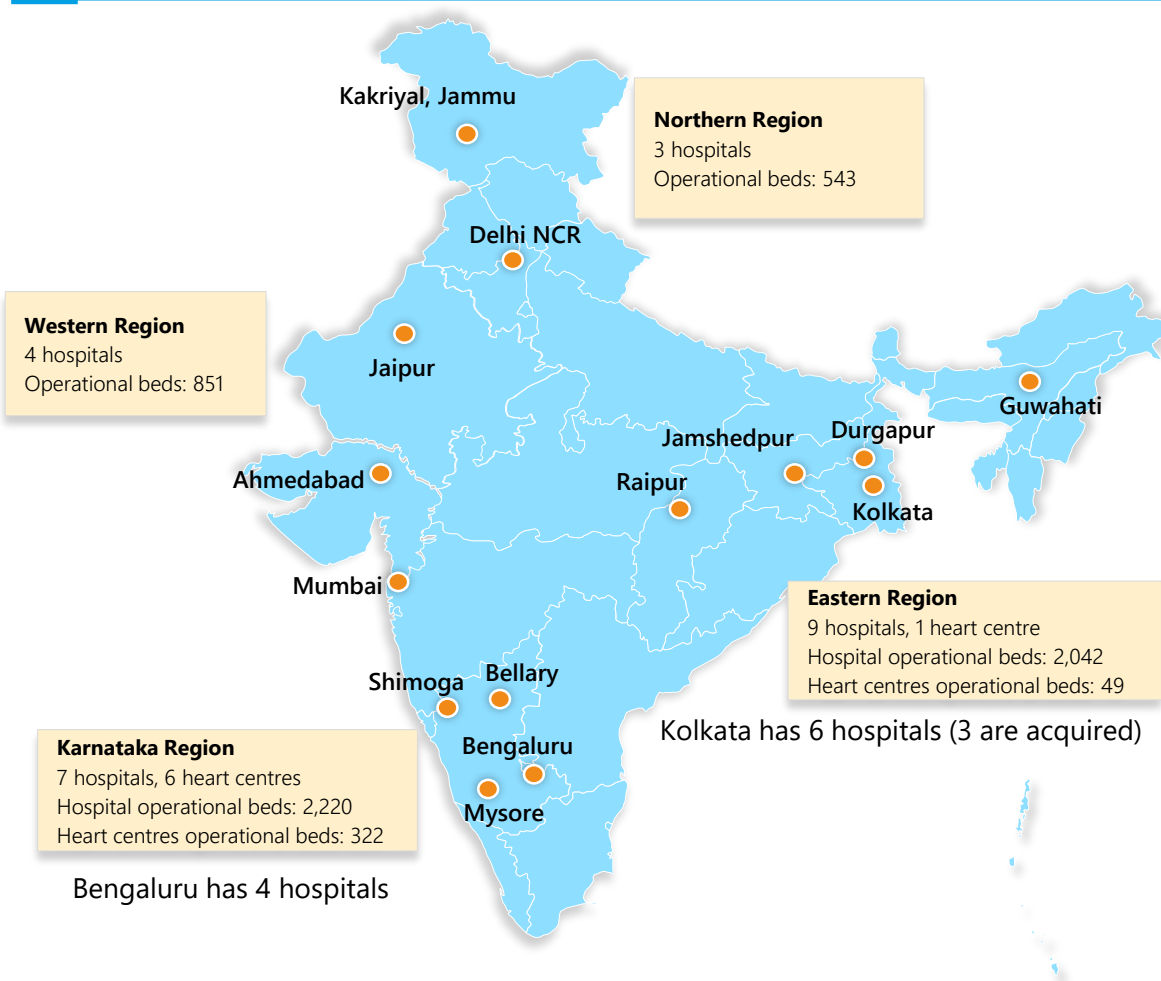 Kakriyal, Jammu
Northern Region
3 hospitals
Operational beds: 543
Delhi NCR
Western Region
4 hospitals
Operational beds: 851
Jaipur
Guwahati
Jamshedpur
Durgapur
Ahmedabad
Raipur
Kolkata
Mumbai
Eastern Region
9 hospitals, 1 heart centre
Hospital operational beds: 2,042
Heart centres operational beds: 49
Shimoga
Bellary
Kolkata has 6 hospitals (3 are acquired)
Karnataka Region
7 hospitals, 6 heart centres
Hospital operational beds: 2,220
Heart centres operational beds: 322
Bengaluru
Mysore
Bengaluru has 4 hospitals